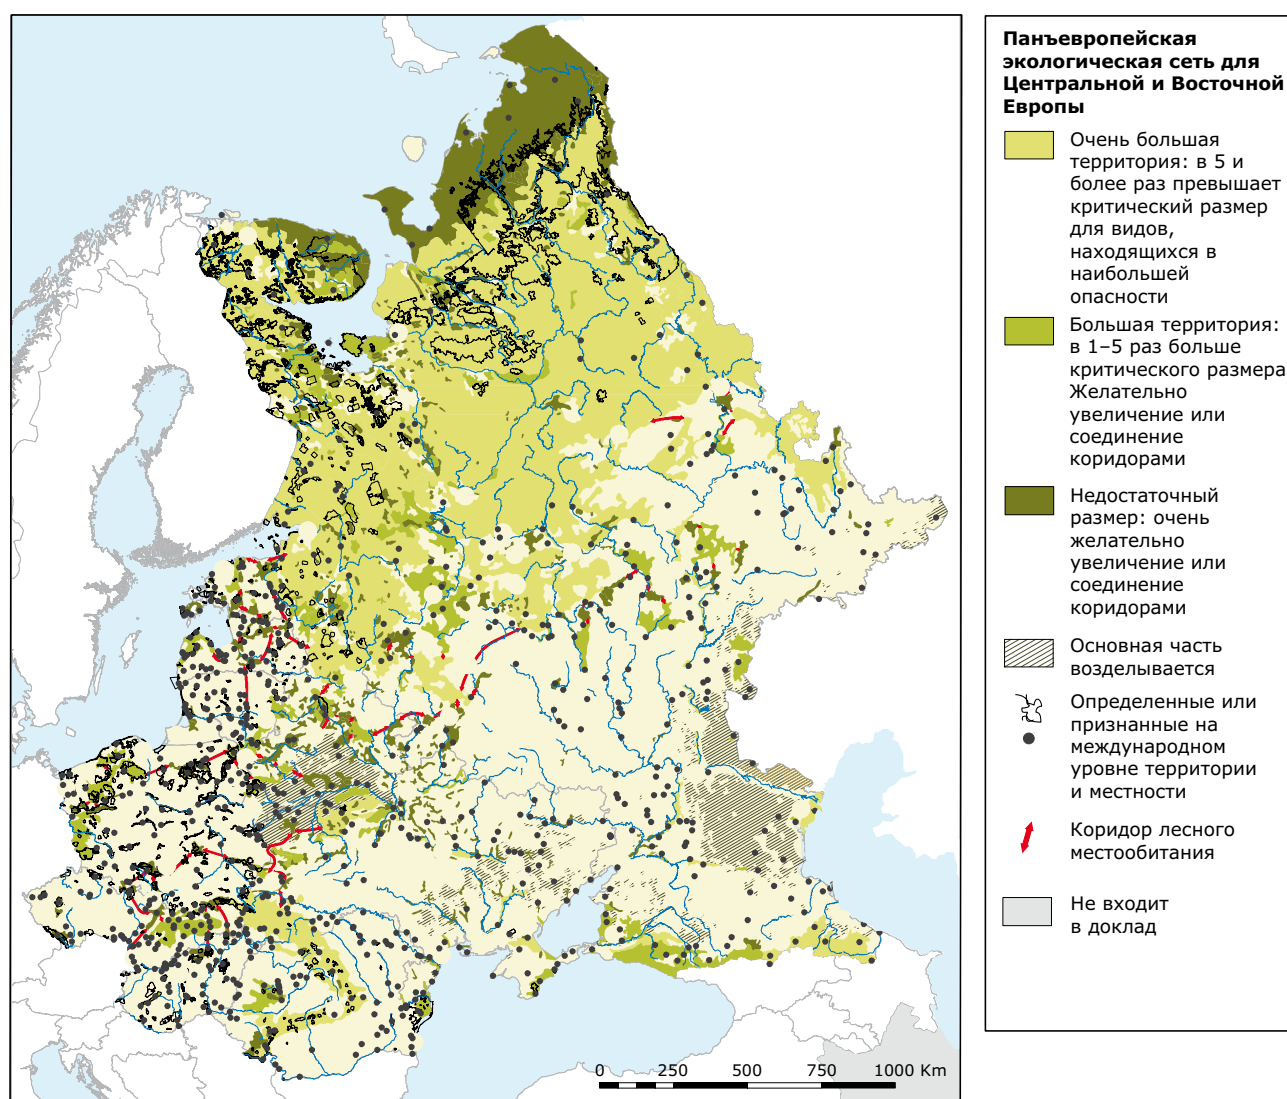 Панъевропейская
экологическая сеть для
Центральной и Восточной
Европы
Очень большая
территория: в 5 и
более раз превышает
критический размер
для видов,
находящихся в
наибольшей
опасности
Большая территория:
в 1–5 раз больше
критического размера
Желательно
увеличение или
соединение
коридорами
Недостаточный
размер: очень
желательно
увеличение или
соединение
коридорами
Основная часть
возделывается
Определенные или
признанные на
международном
уровне территории
и местности
Коридор лесного
местообитания
Не входит
в доклад
0 250 500 750 1000 Km